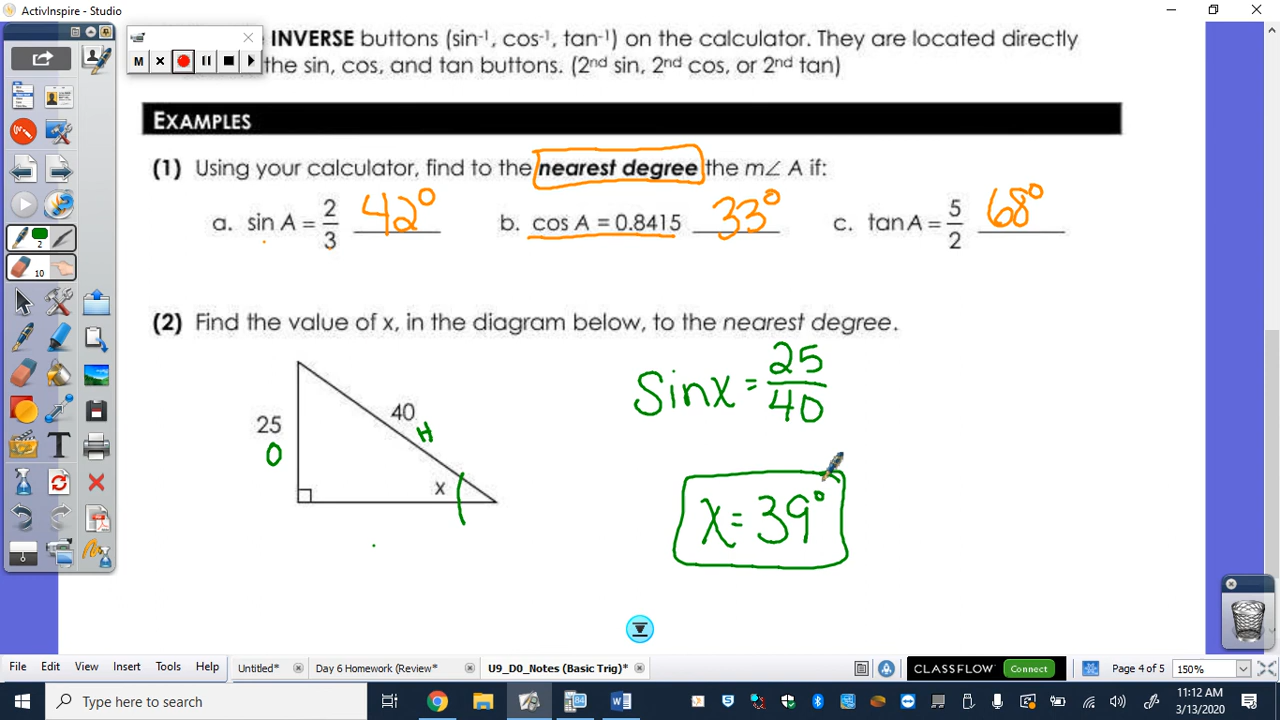 ActivInspire - Studio
INVERSE buttons (sin-1, cos-1, tan-1) on the calculator. They are located directly
the sin, cos, and tan buttons. (2nd sin, 2nd cos, or 2nd tan)
M
EXAMPLES
(1) Using your calculator, find to the nearest degree the m∠ A if:
a. sin A = 2/3 42° b. cos A = 0.8415 33° c. tan A = 5/2 68°
2
10
(2) Find the value of x, in the diagram below, to the nearest degree.
25
O
40
H
x
Sin x = 25/40
x = 39°
T
File Edit View Insert Tools Help Untitled* Day 6 Homework (Review* U9_D0_Notes (Basic Trig)* CLASSFLOW Connect Page 4 of 5 150%
Type here to search
11:12 AM
3/13/2020